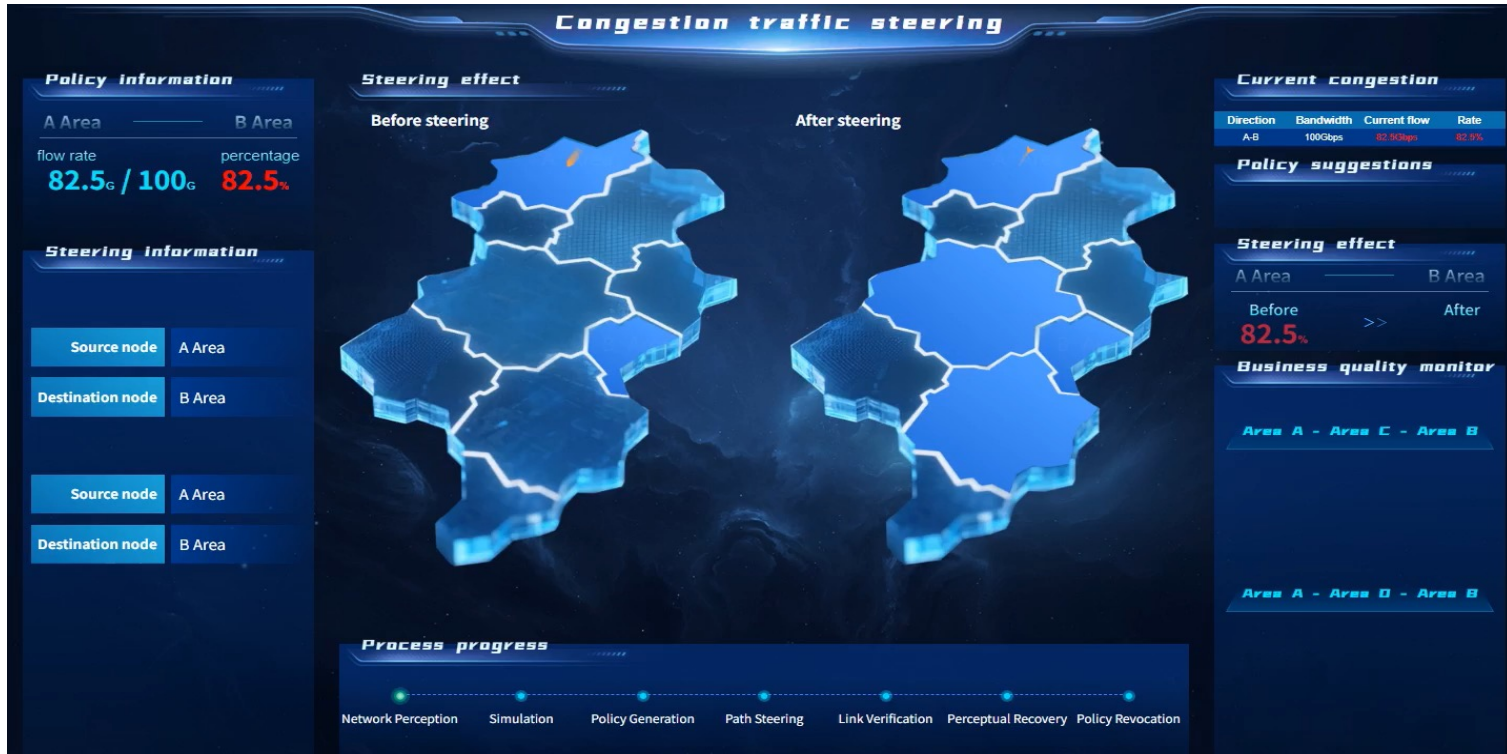 Congestion traffic steering
Policy information
A Area B Area
flow rate percentage
82.5G / 100G 82.5%
Steering information
Source node A Area
Destination node B Area
Source node A Area
Destination node B Area
Steering effect
Before steering
After steering
Process progress
Network Perception Simulation Policy Generation Path Steering Link Verification Perceptual Recovery Policy Revocation
Current congestion
Direction Bandwidth Current flow Rate
A-B 100Gbps 82.5Gbps 82.5%
Policy suggestions
Steering effect
A Area B Area
Before >> After
82.5%
Business quality monitor
Area A - Area C - Area B
Area A - Area D - Area B